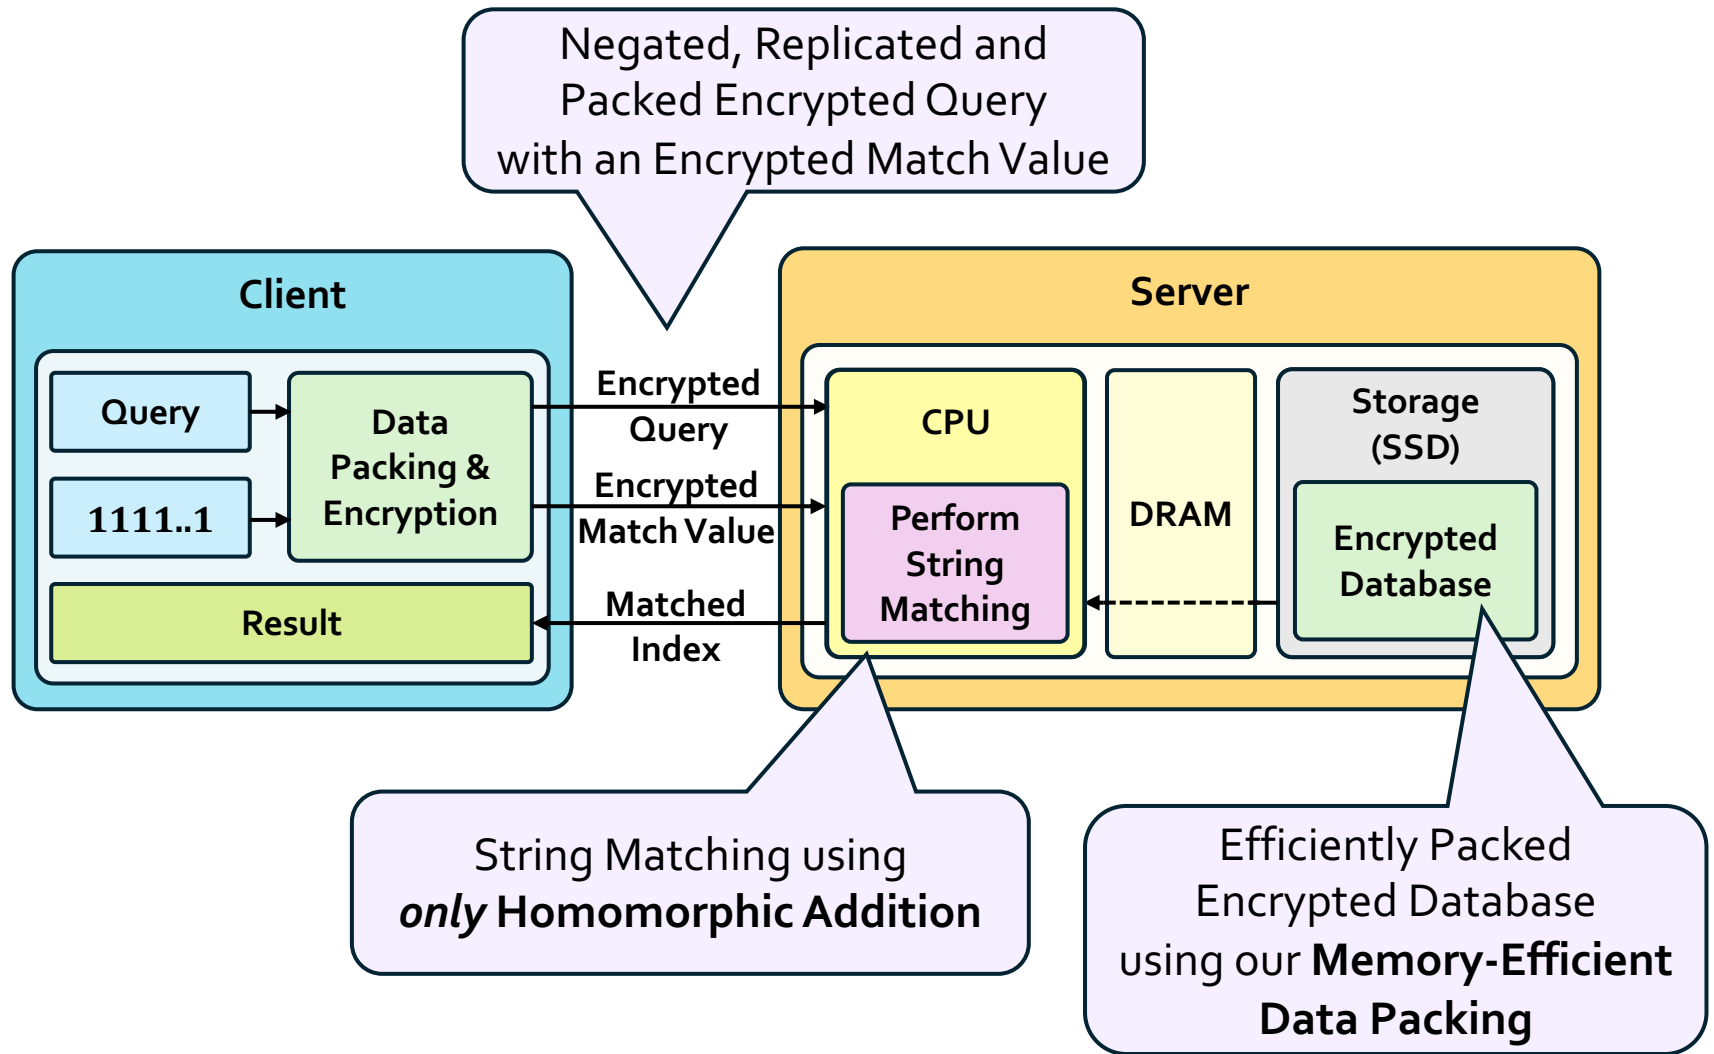 Negated, Replicated and
Packed Encrypted Query
with an Encrypted Match Value
Client
Query
1111..1
Data
Packing &
Encryption
Result
Encrypted
Query
Encrypted
Match Value
Matched
Index
Server
CPU
Perform
String
Matching
DRAM
Storage
(SSD)
Encrypted
Database
String Matching using
only Homomorphic Addition
Efficiently Packed
Encrypted Database
using our Memory-Efficient
Data Packing